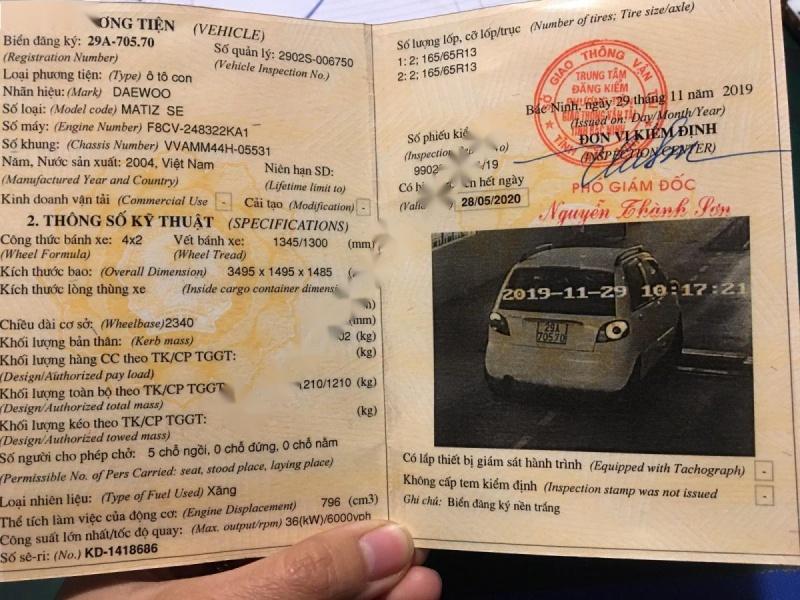 ƯƠNG TIỆN (VEHICLE)
Biển đăng ký: 29A-705.70
(Registration Number)
Số quản lý: 2902S-006750
(Vehicle Inspection No.)
Loại phương tiện: (Type) ô tô con
Nhãn hiệu: (Mark) DAEWOO
Số loại: (Model code) MATIZ SE
Số máy: (Engine Number) F8CV-248322KA1
Số khung: (Chassis Number) VVAMM44H-05531
Năm, Nước sản xuất: 2004, Việt Nam
(Manufactured Year and Country)
Niên hạn SD:
(Lifetime limit to)
Kinh doanh vận tải (Commercial Use -
Cải tạo (Modification) -
2. THÔNG SỐ KỸ THUẬT (SPECIFICATIONS)
Công thức bánh xe: 4x2
(Wheel Formula)
Vết bánh xe: 1345/1300 (mm)
(Wheel Tread)
Kích thước bao: (Overall Dimension) 3495 x 1495 x 1485
Kích thước lòng thùng xe (Inside cargo container dimensi
Chiều dài cơ sở: (Wheelbase) 2340 (mm)
Khối lượng bản thân: (Kerb mass) 02 (kg)
Khối lượng hàng CC theo TK/CP TGGT: (kg)
(Design/Authorized pay load)
Khối lượng toàn bộ theo TK/CP TGGT 1210/1210 (kg)
(Design/Authorized total mass)
Khối lượng kéo theo TK/CP TGGT: (kg)
(Design/Authorized towed mass)
Số người cho phép chở: 5 chỗ ngồi, 0 chỗ đứng, 0 chỗ nằm
(Permissible No. of Pers Carried: seat, stood place, laying place)
Loại nhiên liệu: (Type of Fuel Used) Xăng
Thể tích làm việc của động cơ: (Engine Displacement) 796 (cm3)
Công suất lớn nhất/tốc độ quay: (Max. output/rpm) 36(kW)/6000vph
Số sê-ri: (No.) KD-1418686
Số lượng lốp, cỡ lốp/trục (Number of tires; Tire size/axle)
1: 2; 165/65R13
2: 2; 165/65R13
SỞ GIAO THÔNG VẬN
TRUNG TÂM
ĐĂNG KIỂM
Bắc Ninh, ngày 29 tháng 11 năm 2019
(Issued on: Day/Month/Year)
Số phiếu kiể
(Inspection
9902 /19
ĐƠN VỊ KIỂM ĐỊNH
(INSPECTION CENTER)
Có hi hết ngày
28/05/2020
PHÓ GIÁM ĐỐC
Nguyễn Thành Sơn
2019-11-29 10:17:21
29A
70570
Có lắp thiết bị giám sát hành trình (Equipped with Tachograph) -
Không cấp tem kiểm định (Inspection stamp was not issued -
Ghi chú: Biển đăng ký nền trắng